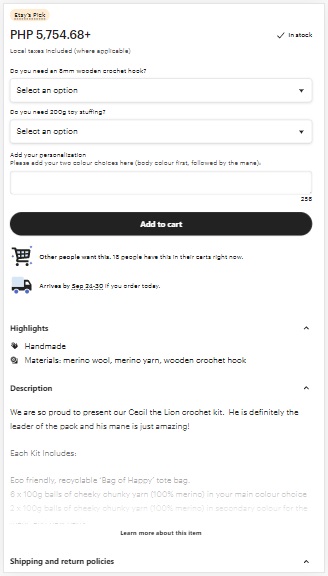 Etsy's Pick
PHP 5,754.68+
In stock
Local taxes included (where applicable)
Do you need an 8mm wooden crochet hook?
Select an option
Do you need 200g toy stuffing?
Select an option
Add your personalization
Please add your two colour choices here (body colour first, followed by the mane).
256
Add to cart
Other people want this. 18 people have this in their carts right now.
Arrives by Sep 24-30 if you order today.
Highlights
Handmade
Materials: merino wool, merino yarn, wooden crochet hook
Description
We are so proud to present our Cecil the Lion crochet kit. He is definitely the
leader of the pack and his mane is just amazing!
Each Kit Includes:
Eco friendly, recyclable 'Bag of Happy' tote bag.
8 x 100g balls of cheeky chunky yarn (100% merino) in your main colour choice
2 x 100g balls of cheeky chunky yarn (100% merino) in secondary colour for the
Learn more about this item
Shipping and return policies